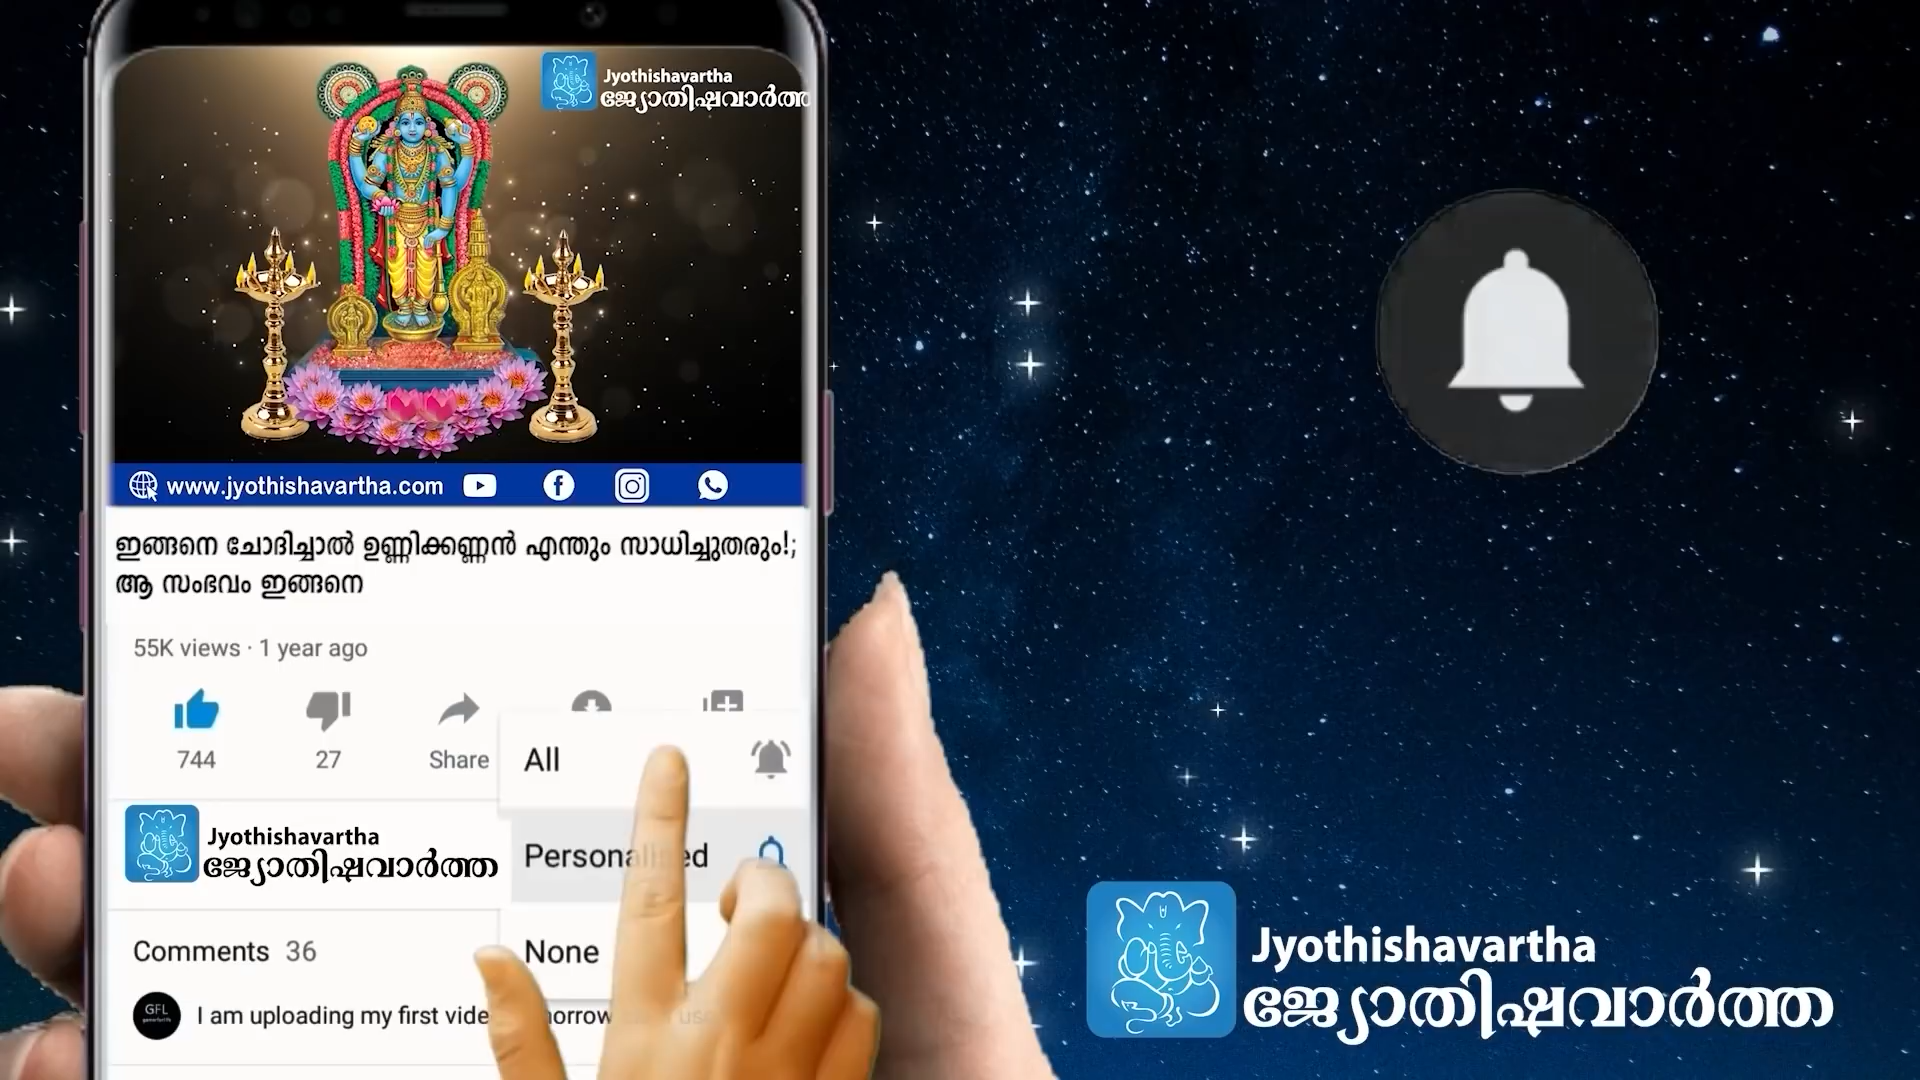 Jyothishavartha
ജ്യോതിഷവാർത്ത
www.jyothishavartha.com
ഇങ്ങനെ ചോദിച്ചാൽ ഉണ്ണിക്കണ്ണൻ എന്തും സാധിച്ചുതരും!;
ആ സംഭവം ഇങ്ങനെ
55K views · 1 year ago
744
27
Share
All
Personalised
None
Jyothishavartha
ജ്യോതിഷവാർത്ത
Comments 36
GFL
I am uploading my first
Jyothishavartha
ജ്യോതിഷവാർത്ത